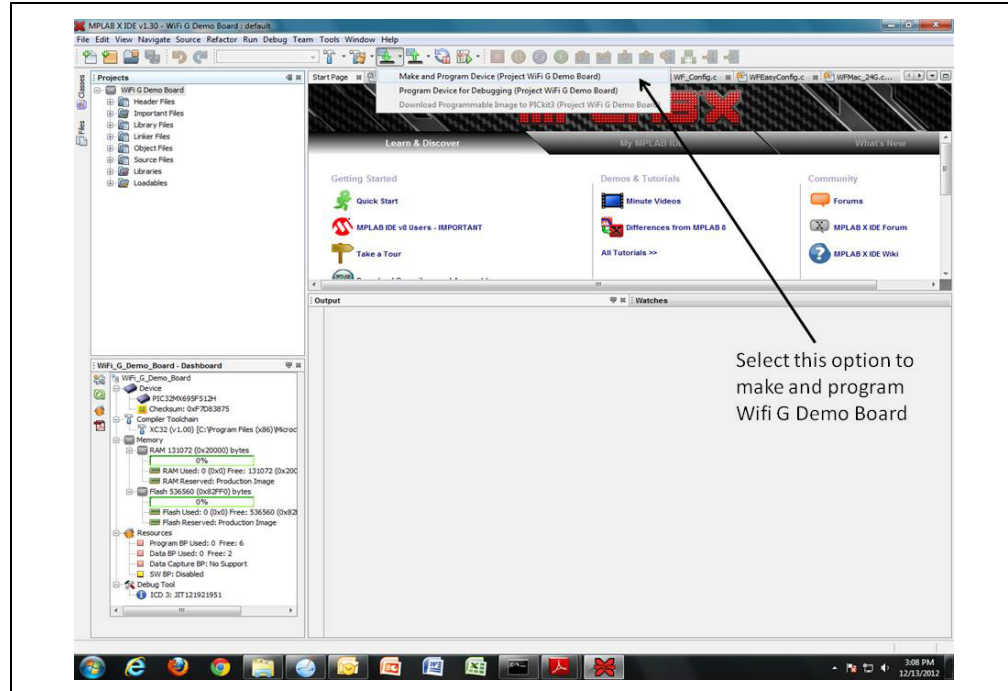 MPLAB X IDE v1.30 - WiFi G Demo Board : default
File Edit View Navigate Source Refactor Run Debug Team Tools Window Help
Projects
Classes
Files
WiFi G Demo Board
Header Files
Important Files
Library Files
Linker Files
Object Files
Source Files
Libraries
Loadables
Start Page
WF_Config.c
WFEasyConfig.c
WFMac_24G.c...
Make and Program Device (Project WiFi G Demo Board)
Program Device for Debugging (Project WiFi G Demo Board)
Download Programmable Image to PICkit3 (Project WiFi G Demo Board)
Learn & Discover
My MPLAB IDE
What's New
Getting Started
Demos & Tutorials
Community
Quick Start
Minute Videos
Forums
MPLAB IDE v8 Users - IMPORTANT
Differences from MPLAB 8
MPLAB X IDE Forum
Take a Tour
All Tutorials >>
MPLAB X IDE Wiki
Output
Watches
Select this option to
make and program
Wifi G Demo Board
WiFi_G_Demo_Board - Dashboard
WiFi_G_Demo_Board
Device
PIC32MX695F512H
Checksum: 0xF7D83875
Compiler Toolchain
XC32 (v1.00) [C:\Program Files (x86)\Microc
Memory
RAM 131072 (0x20000) bytes
0%
RAM Used: 0 (0x0) Free: 131072 (0x200
RAM Reserved: Production Image
Flash 536560 (0x82FF0) bytes
0%
Flash Used: 0 (0x0) Free: 536560 (0x82
Flash Reserved: Production Image
Resources
Program BP Used: 0 Free: 6
Data BP Used: 0 Free: 2
Data Capture BP: No Support
SW BP: Disabled
Debug Tool
ICD 3: JIT121921951
3:08 PM
12/13/2012